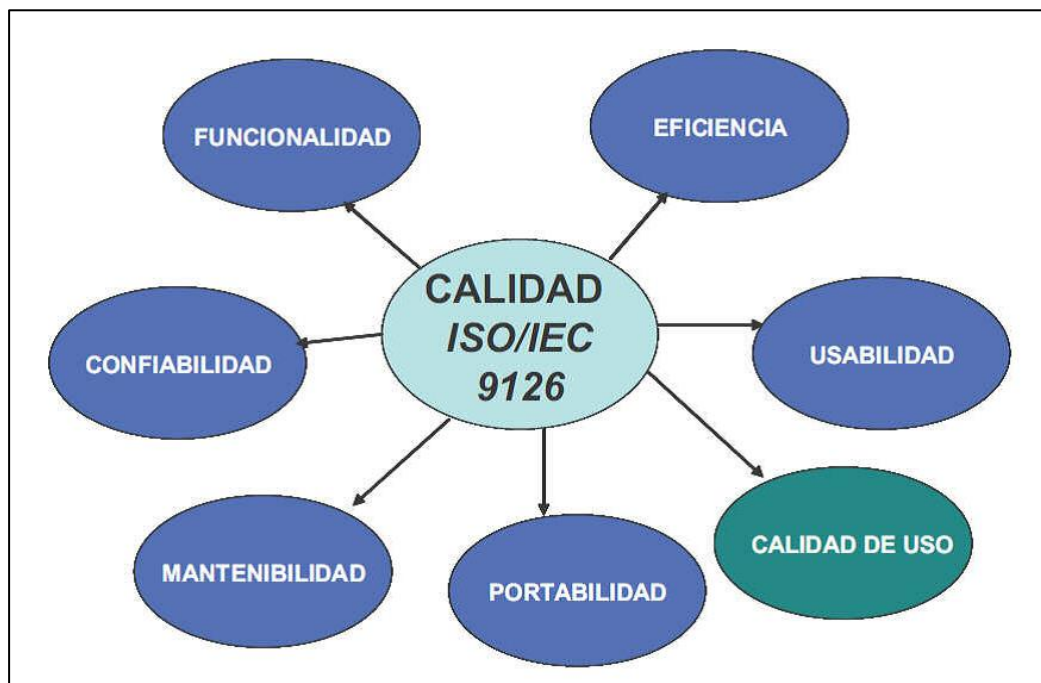 FUNCIONALIDAD
EFICIENCIA
CALIDAD
ISO/IEC
9126
CONFIABILIDAD
USABILIDAD
MANTENIBILIDAD
PORTABILIDAD
CALIDAD DE USO